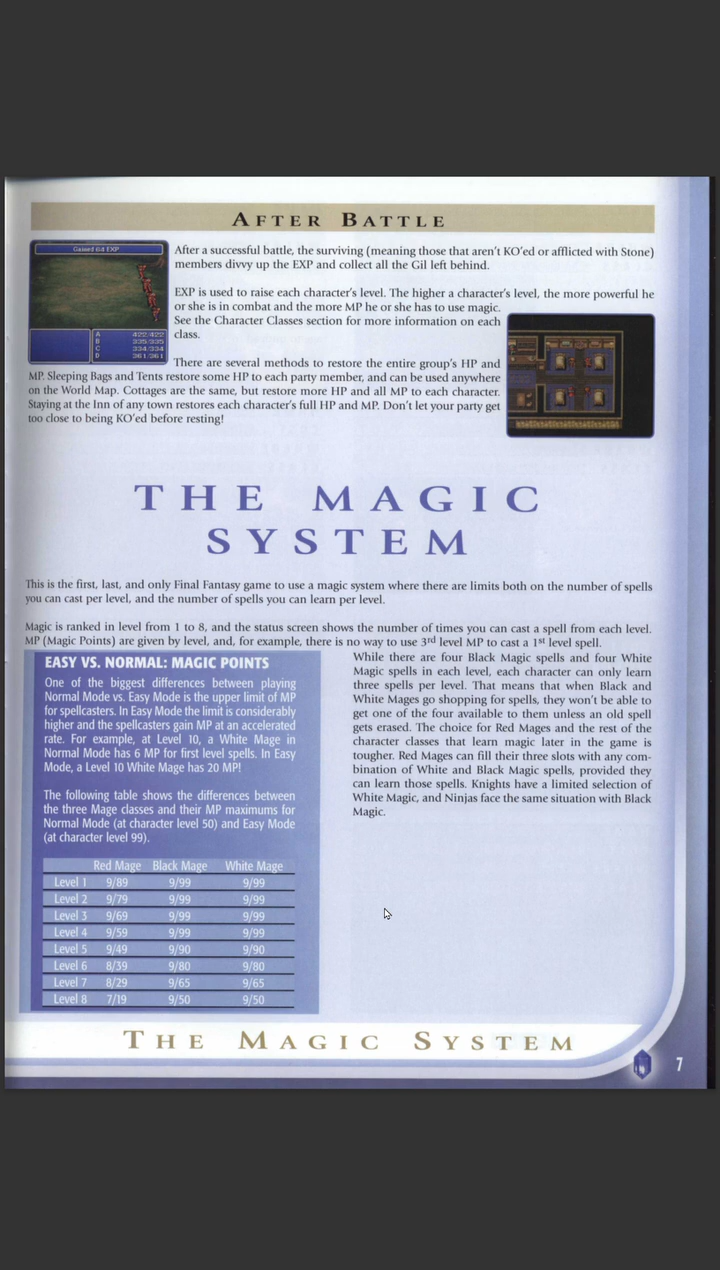 AFTER BATTLE
Gained 0 EXP
A 422/422
B 335/335
C 334/334
D 361/361
After a successful battle, the surviving (meaning those that aren't KO'ed or afflicted with Stone)
members divvy up the EXP and collect all the Gil left behind.
EXP is used to raise each character's level. The higher a character's level, the more powerful he
or she is in combat and the more MP he or she has to use magic.
See the Character Classes section for more information on each
class.
There are several methods to restore the entire group's HP and
MP. Sleeping Bags and Tents restore some HP to each party member, and can be used anywhere
on the World Map. Cottages are the same, but restore more HP and all MP to each character.
Staying at the Inn of any town restores each character's full HP and MP. Don't let your party get
too close to being KO'ed before resting!
THE MAGIC
SYSTEM
This is the first, last, and only Final Fantasy game to use a magic system where there are limits both on the number of spells
you can cast per level, and the number of spells you can learn per level.
Magic is ranked in level from 1 to 8, and the status screen shows the number of times you can cast a spell from each level.
MP (Magic Points) are given by level, and, for example, there is no way to use 3rd level MP to cast a 1st level spell.
EASY VS. NORMAL: MAGIC POINTS
One of the biggest differences between playing
Normal Mode vs. Easy Mode is the upper limit of MP
for spellcasters. In Easy Mode the limit is considerably
higher and the spellcasters gain MP at an accelerated
rate. For example, at Level 10, a White Mage in
Normal Mode has 6 MP for first level spells. In Easy
Mode, a Level 10 White Mage has 20 MP!
The following table shows the differences between
the three Mage classes and their MP maximums for
Normal Mode (at character level 50) and Easy Mode
(at character level 99).
Red Mage Black Mage White Mage
Level 1 9/89 9/99 9/99
Level 2 9/79 9/99 9/99
Level 3 9/69 9/99 9/99
Level 4 9/59 9/99 9/99
Level 5 9/49 9/90 9/90
Level 6 8/39 9/80 9/80
Level 7 8/29 9/65 9/65
Level 8 7/19 9/50 9/50
While there are four Black Magic spells and four White
Magic spells in each level, each character can only learn
three spells per level. That means that when Black and
White Mages go shopping for spells, they won't be able to
get one of the four available to them unless an old spell
gets erased. The choice for Red Mages and the rest of the
character classes that learn magic later in the game is
tougher. Red Mages can fill their three slots with any com-
bination of White and Black Magic spells, provided they
can learn those spells. Knights have a limited selection of
White Magic, and Ninjas face the same situation with Black
Magic.
THE MAGIC SYSTEM
7